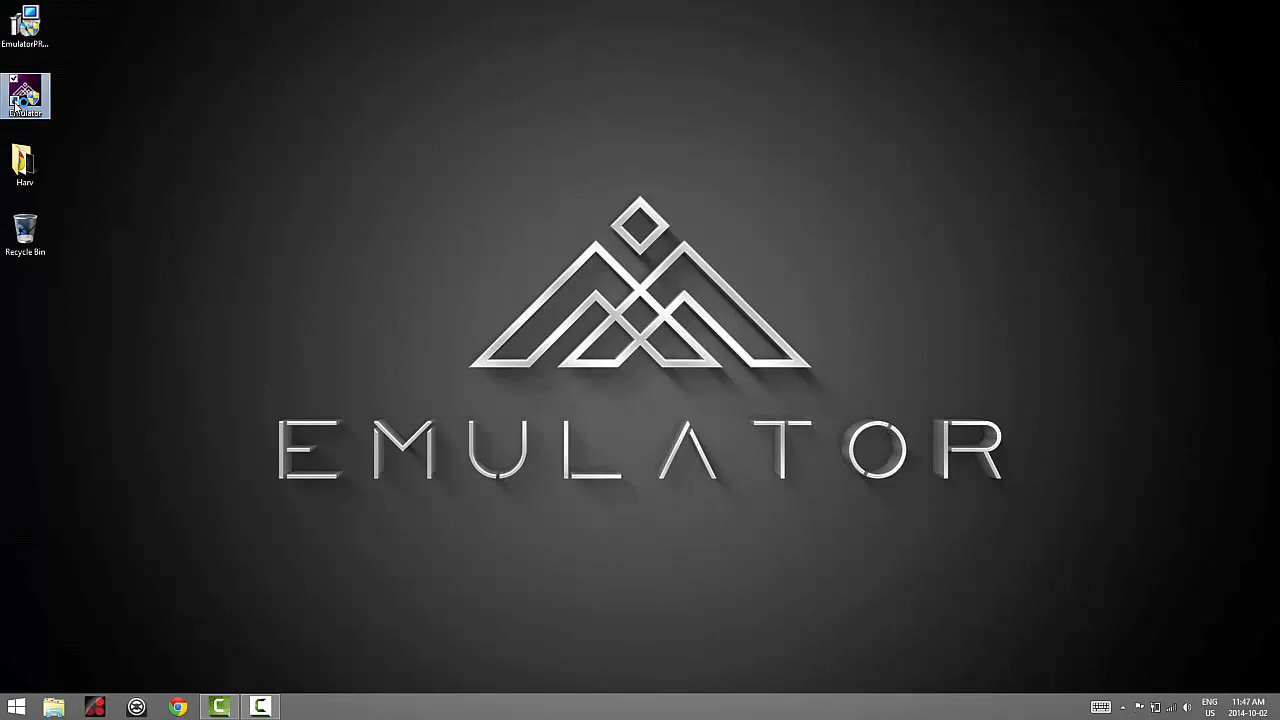 EmulatorPR...
Emulator
Harv
Recycle Bin
EMULATOR
ENG
US
11:47 AM
2014-10-02